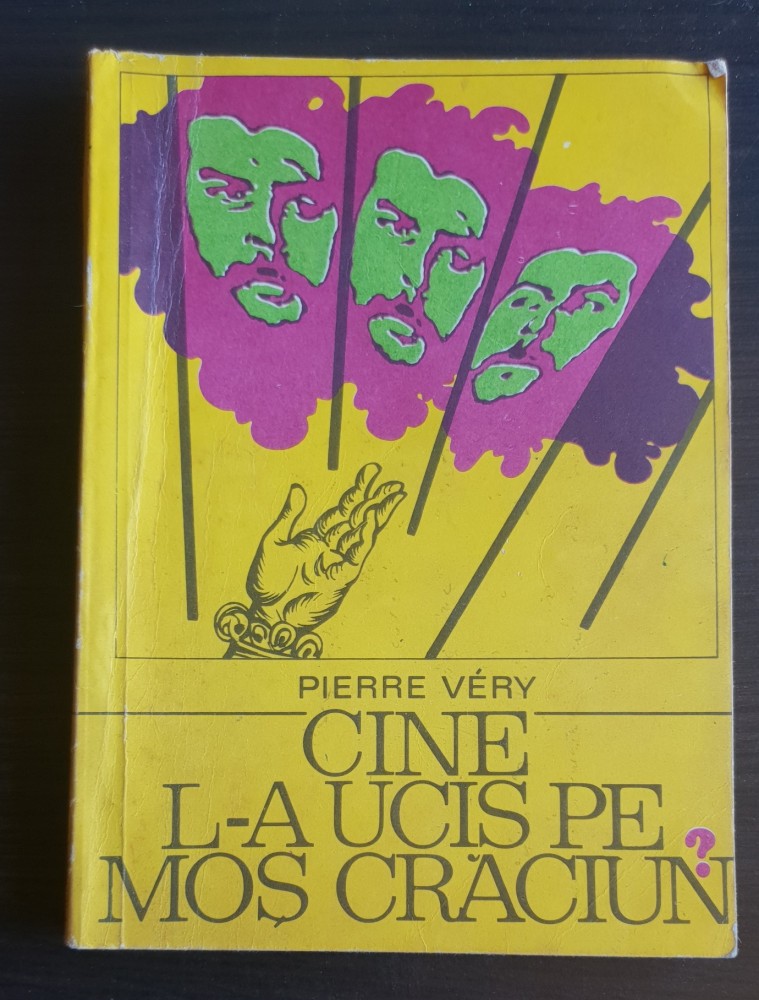 PIERRE VÉRY
CINE
L-A UCIS PE
MOȘ CRĂCIUN?